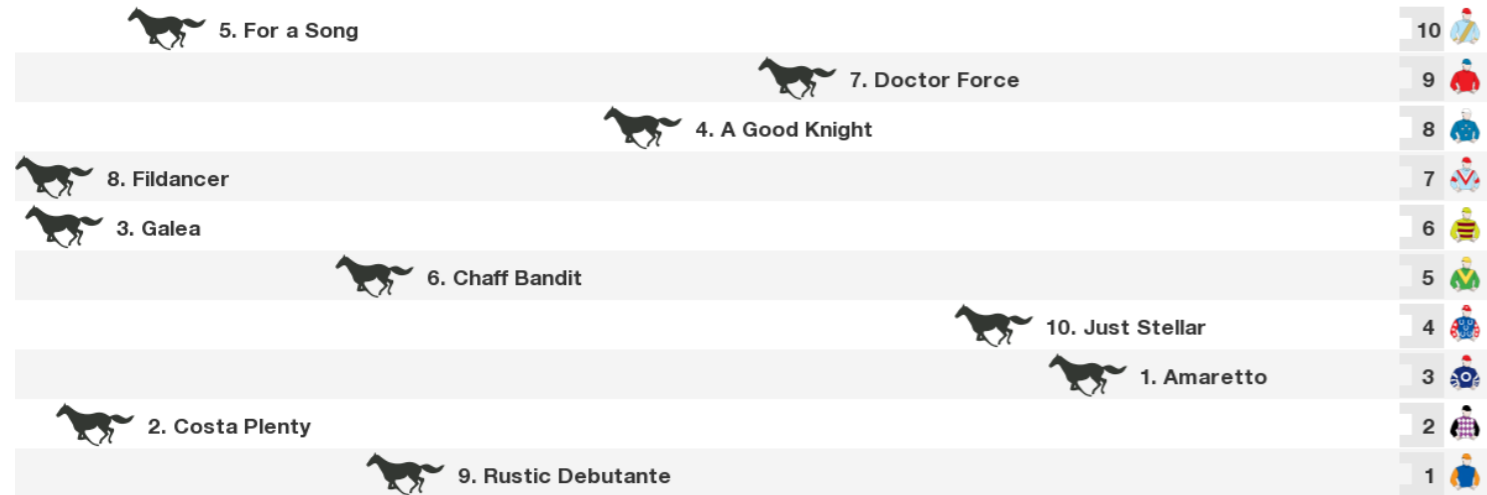 5. For a Song 10
7. Doctor Force 9
4. A Good Knight 8
8. Fildancer 7
3. Galea 6
6. Chaff Bandit 5
10. Just Stellar 4
1. Amaretto 3
2. Costa Plenty 2
9. Rustic Debutante 1